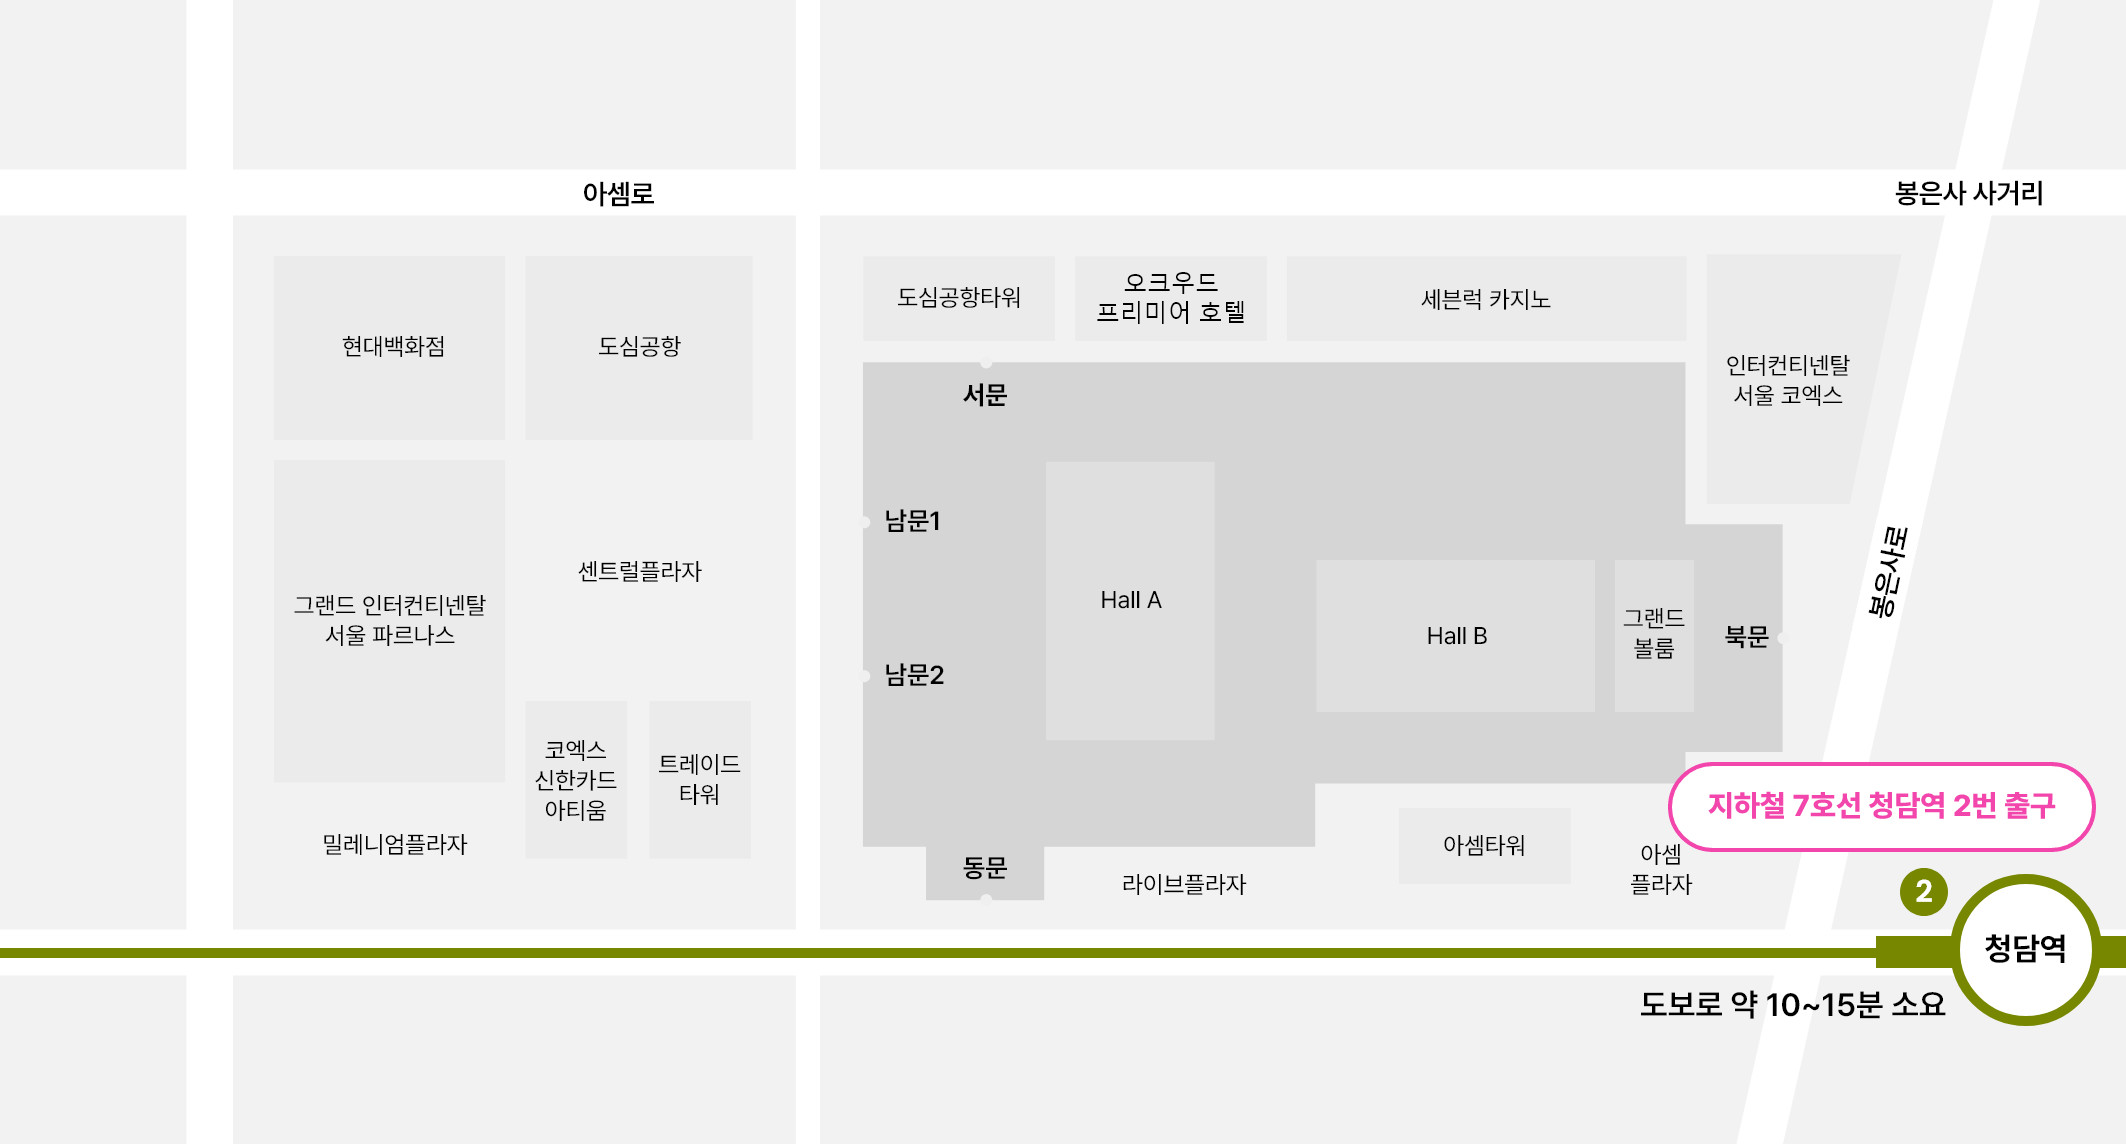 아셈로
봉은사 사거리
현대백화점
도심공항
도심공항타워
오크우드
프리미어 호텔
세븐럭 카지노
인터컨티넨탈
서울 코엑스
서문
남문1
남문2
센트럴플라자
그랜드 인터컨티넨탈
서울 파르나스
Hall A
Hall B
그랜드
볼룸
북문
봉은사로
코엑스
신한카드
아티움
트레이드
타워
밀레니엄플라자
동문
라이브플라자
아셈타워
아셈
플라자
지하철 7호선 청담역 2번 출구
2
청담역
도보로 약 10~15분 소요